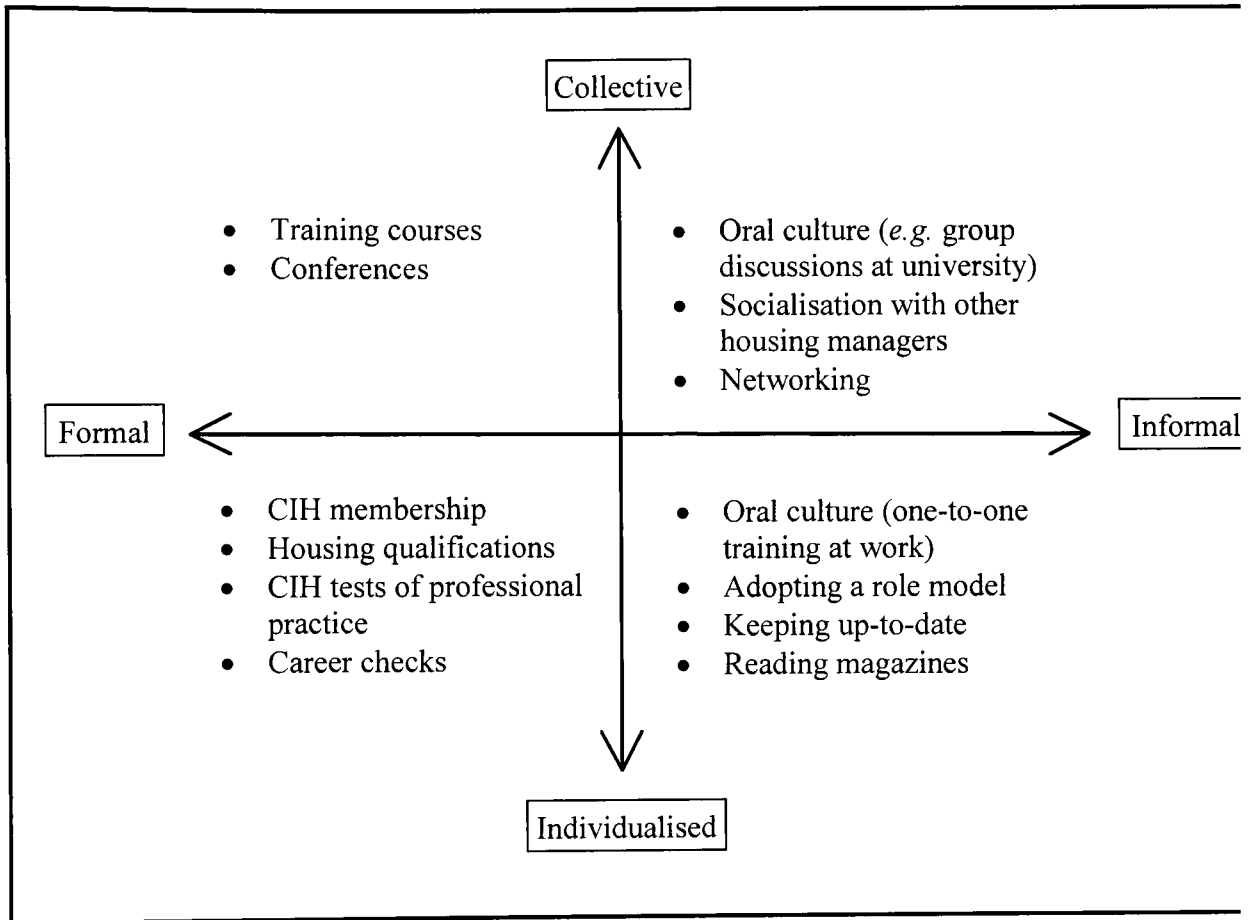 Collective
• Training courses
• Conferences
• Oral culture (e.g. group
discussions at university)
• Socialisation with other
housing managers
• Networking
Formal
Informal
• CIH membership
• Housing qualifications
• CIH tests of professional
practice
• Career checks
• Oral culture (one-to-one
training at work)
• Adopting a role model
• Keeping up-to-date
• Reading magazines
Individualised